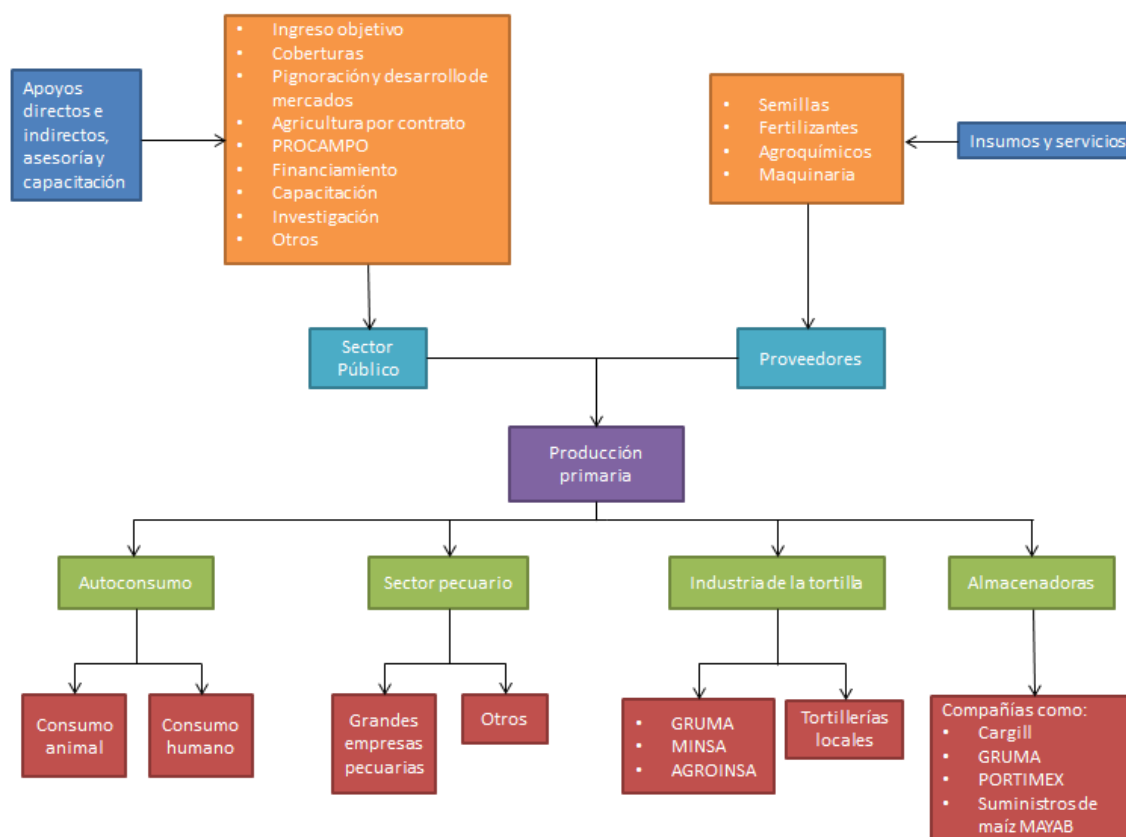 Apoyos
directos e
indirectos,
asesoría y
capacitación
• Ingreso objetivo
• Coberturas
• Pignoración y desarrollo de
mercados
• Agricultura por contrato
• PROCAMPO
• Financiamiento
• Capacitación
• Investigación
• Otros
• Semillas
• Fertilizantes
• Agroquímicos
• Maquinaria
Insumos y servicios
Sector
Público
Proveedores
Producción
primaria
Autoconsumo
Sector pecuario
Industria de la tortilla
Almacenadoras
Consumo
animal
Consumo
humano
Grandes
empresas
pecuarias
Otros
• GRUMA
• MINSA
• AGROINSA
Tortillerías
locales
Compañías como:
• Cargill
• GRUMA
• PORTIMEX
• Suministros de
maíz MAYAB